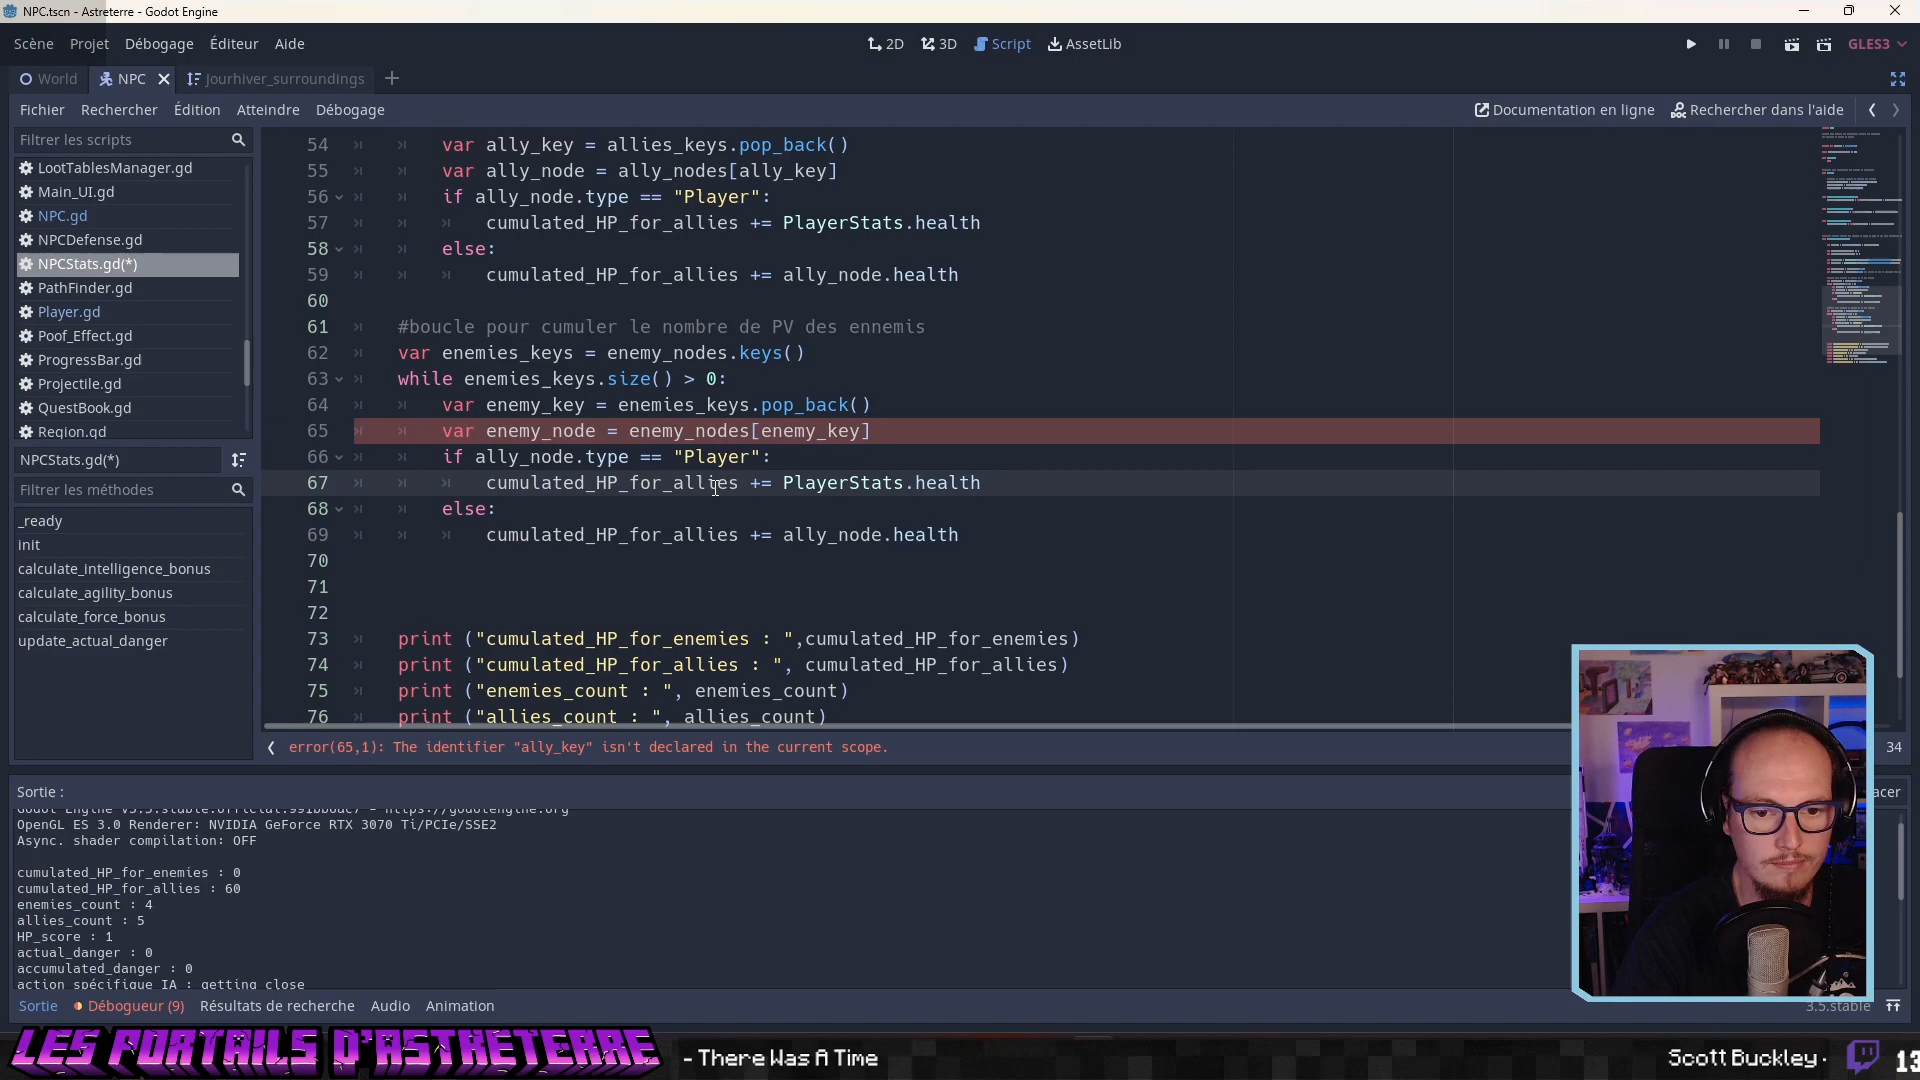 NPC.tscn - Astreterre - Godot Engine
Scène Projet Débogage Éditeur Aide
2D 3D Script AssetLib
GLES3
World NPC Jourhiver_surroundings
Fichier Rechercher Édition Atteindre Débogage
Documentation en ligne Rechercher dans l'aide
Filtrer les scripts
LootTablesManager.gd
Main_UI.gd
NPC.gd
NPCDefense.gd
NPCStats.gd(*)
PathFinder.gd
Player.gd
Poof_Effect.gd
ProgressBar.gd
Projectile.gd
QuestBook.gd
Region.gd
NPCStats.gd(*)
Filtrer les méthodes
_ready
init
calculate_intelligence_bonus
calculate_agility_bonus
calculate_force_bonus
update_actual_danger
54 var ally_key = allies_keys.pop_back()
55 var ally_node = ally_nodes[ally_key]
56 if ally_node.type == "Player":
57 cumulated_HP_for_allies += PlayerStats.health
58 else:
59 cumulated_HP_for_allies += ally_node.health
60
61 #boucle pour cumuler le nombre de PV des ennemis
62 var enemies_keys = enemy_nodes.keys()
63 while enemies_keys.size() > 0:
64 var enemy_key = enemies_keys.pop_back()
65 var enemy_node = enemy_nodes[enemy_key]
66 if ally_node.type == "Player":
67 cumulated_HP_for_allies += PlayerStats.health
68 else:
69 cumulated_HP_for_allies += ally_node.health
70
71
72
73 print ("cumulated_HP_for_enemies : ",cumulated_HP_for_enemies)
74 print ("cumulated_HP_for_allies : ", cumulated_HP_for_allies)
75 print ("enemies_count : ", enemies_count)
76 print ("allies_count : ", allies_count)
error(65,1): The identifier "ally_key" isn't declared in the current scope.
34
Sortie :
acer
OpenGL ES 3.0 Renderer: NVIDIA GeForce RTX 3070 Ti/PCIe/SSE2
Async. shader compilation: OFF
cumulated_HP_for_enemies : 0
cumulated_HP_for_allies : 60
enemies_count : 4
allies_count : 5
HP_score : 1
actual_danger : 0
accumulated_danger : 0
action spécifique IA : getting close
Sortie Débogueur (9) Résultats de recherche Audio Animation
3.5.stable
LES PORTAILS D'ASTRETERRE
- There Was A Time
Scott Buckley -
13